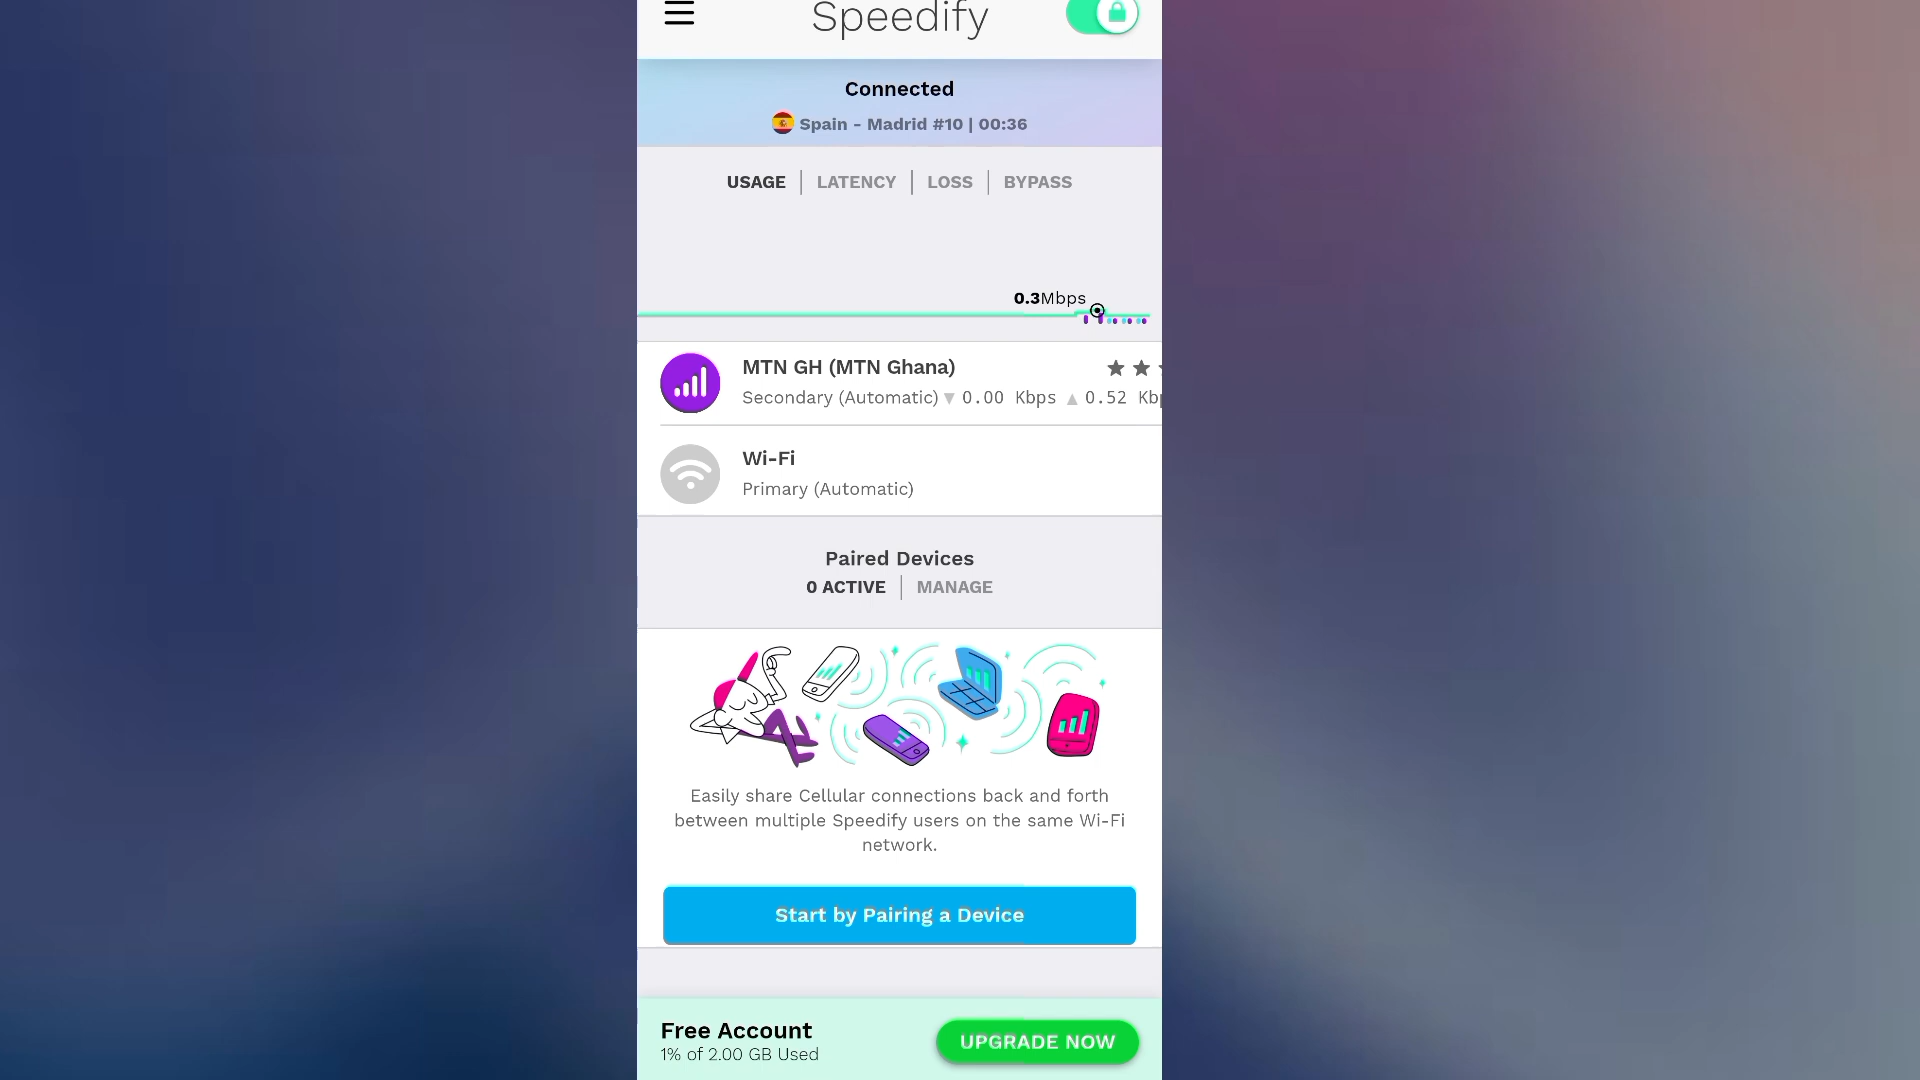 Speedify
Connected
Spain - Madrid #10 | 00:36
USAGE | LATENCY | LOSS | BYPASS
0.3Mbps
MTN GH (MTN Ghana)
Secondary (Automatic) ▼ 0.00 Kbps ▲ 0.52
Wi-Fi
Primary (Automatic)
Paired Devices
0 ACTIVE | MANAGE
Easily share Cellular connections back and forth
between multiple Speedify users on the same Wi-Fi
network.
Start by Pairing a Device
Free Account
UPGRADE NOW
1% of 2.00 GB Used